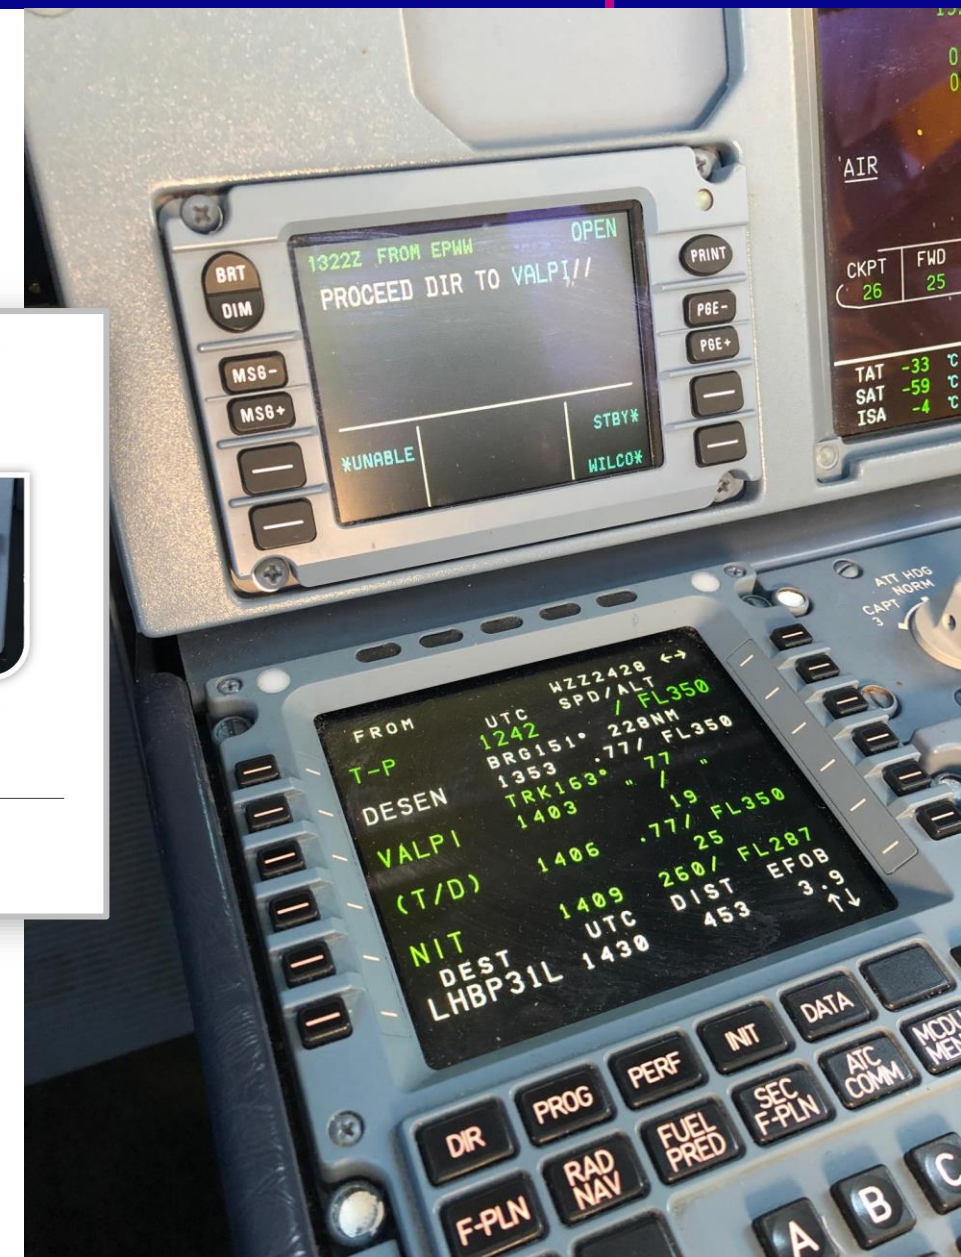 BRT
DIM
MSG-
MSG+
1322Z FROM EPWW
OPEN
PROCEED DIR TO VALPI//
STBY*
*UNABLE
WILCO*
PRINT
PGE-
PGE+
AIR
CKPT FWD
26 25
TAT -33 °C
SAT -59 °C
ISA -4 °C
ATT HDG
NORM
CAPT
3
WZZ2428 ←→
FROM UTC SPD/ALT
T-P 1242 / FL350
BRG151° 228NM
DESEN 1353 .77/ FL350
TRK163° 77
VALPI 1403 " / "
19
(T/D) 1406 .77/ FL350
25
NIT 1409 260/ FL287
DEST UTC DIST EFOB
LHBP31L 1430 453 3.9
↑↓
DIR
PROG
PERF
INIT
DATA
F-PLN
RAD
NAV
FUEL
PRED
SEC
F-PLN
ATC
COMM
MCDU
MEN
A
B
C